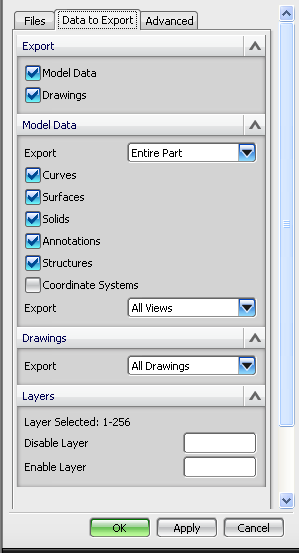 Files Data to Export Advanced
Export
Model Data
Drawings
Model Data
Export Entire Part
Curves
Surfaces
Solids
Annotations
Structures
Coordinate Systems
Export All Views
Drawings
Export All Drawings
Layers
Layer Selected: 1-256
Disable Layer
Enable Layer
OK Apply Cancel